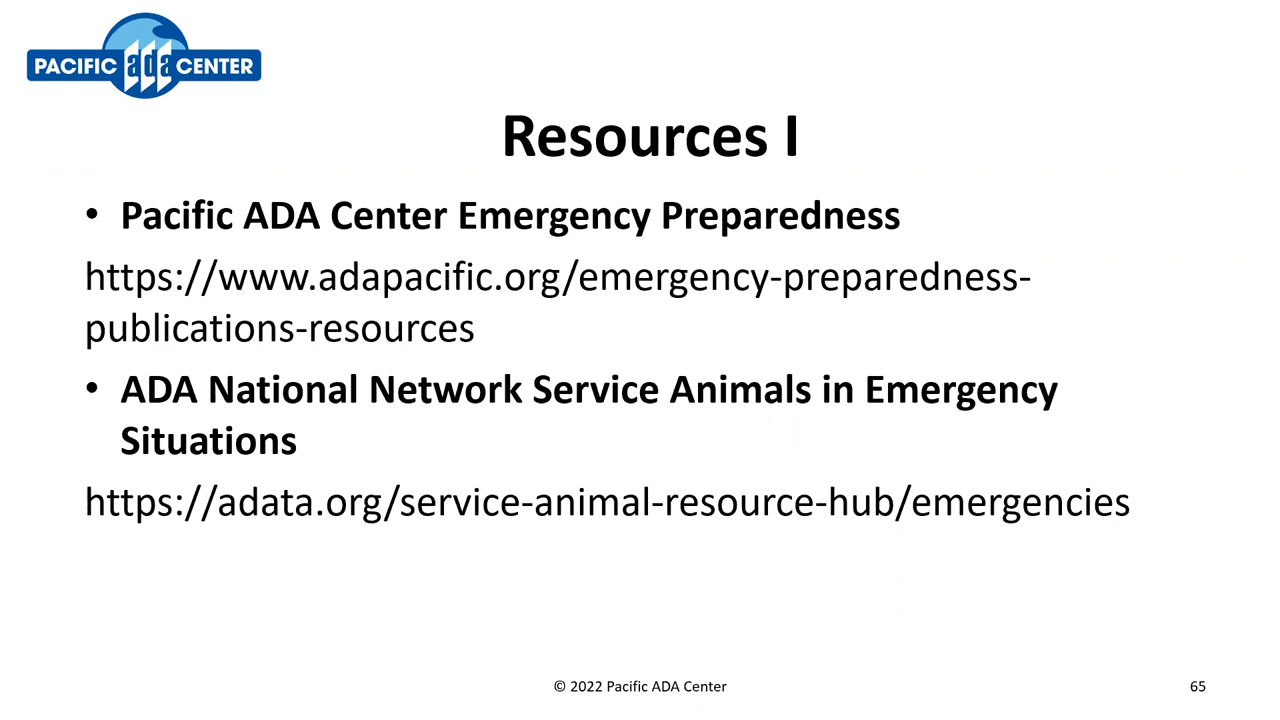 PACIFIC ada CENTER
Resources I
• Pacific ADA Center Emergency Preparedness
https://www.adapacific.org/emergency-preparedness-
publications-resources
• ADA National Network Service Animals in Emergency
Situations
https://adata.org/service-animal-resource-hub/emergencies
© 2022 Pacific ADA Center
65